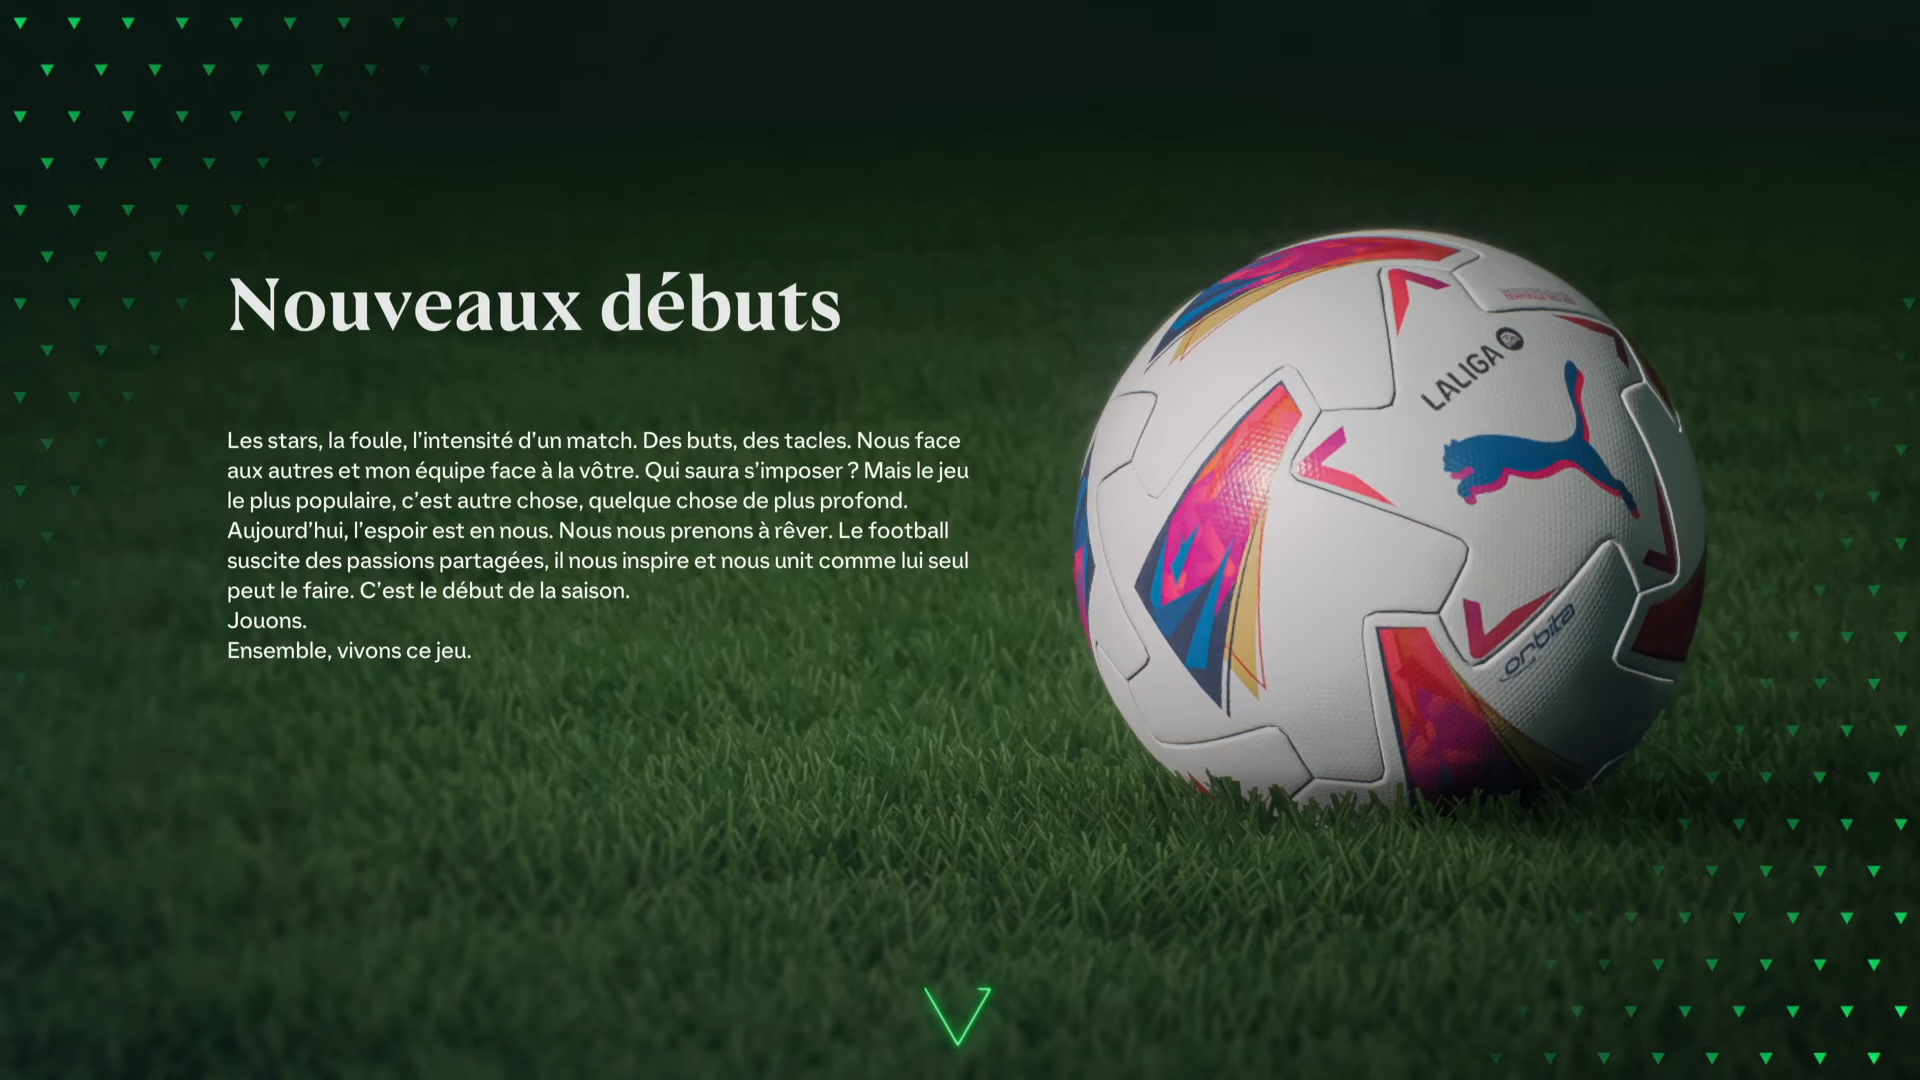 Nouveaux débuts
Les stars, la foule, l’intensité d’un match. Des buts, des tacles. Nous face
aux autres et mon équipe face à la vôtre. Qui saura s’imposer ? Mais le jeu
le plus populaire, c’est autre chose, quelque chose de plus profond.
Aujourd’hui, l’espoir est en nous. Nous nous prenons à rêver. Le football
suscite des passions partagées, il nous inspire et nous unit comme lui seul
peut le faire. C’est le début de la saison.
Jouons.
Ensemble, vivons ce jeu.
LALIGA EA
orbita